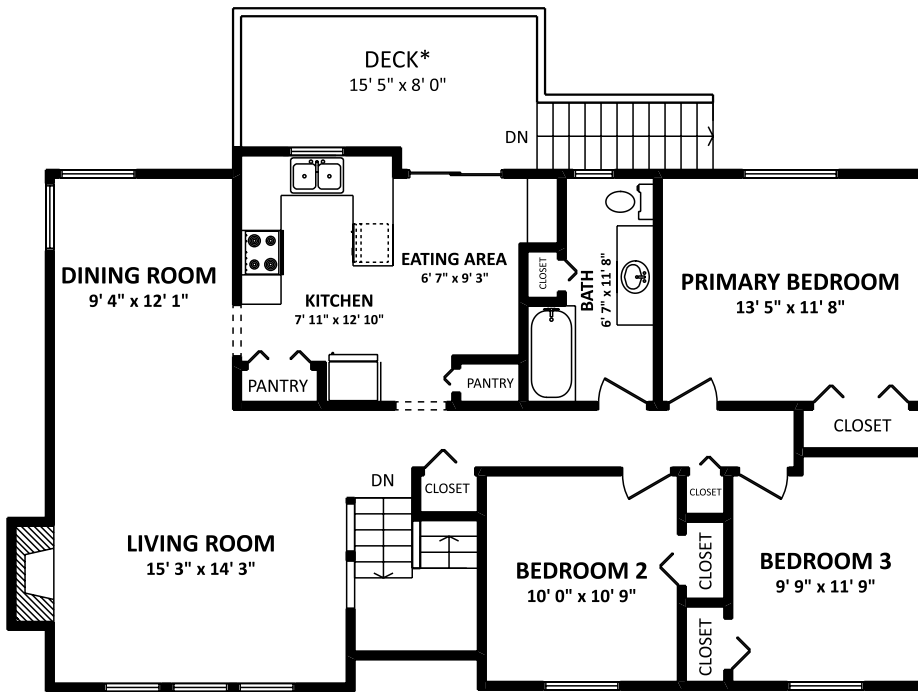 DECK*
15' 5" x 8' 0"
DN
DINING ROOM
9' 4" x 12' 1"
KITCHEN
7' 11" x 12' 10"
EATING AREA
6' 7" x 9' 3"
CLOSET
BATH
6' 7" x 11' 8"
PRIMARY BEDROOM
13' 5" x 11' 8"
PANTRY
PANTRY
CLOSET
DN
CLOSET
CLOSET
LIVING ROOM
15' 3" x 14' 3"
BEDROOM 2
10' 0" x 10' 9"
CLOSET
BEDROOM 3
9' 9" x 11' 9"
CLOSET